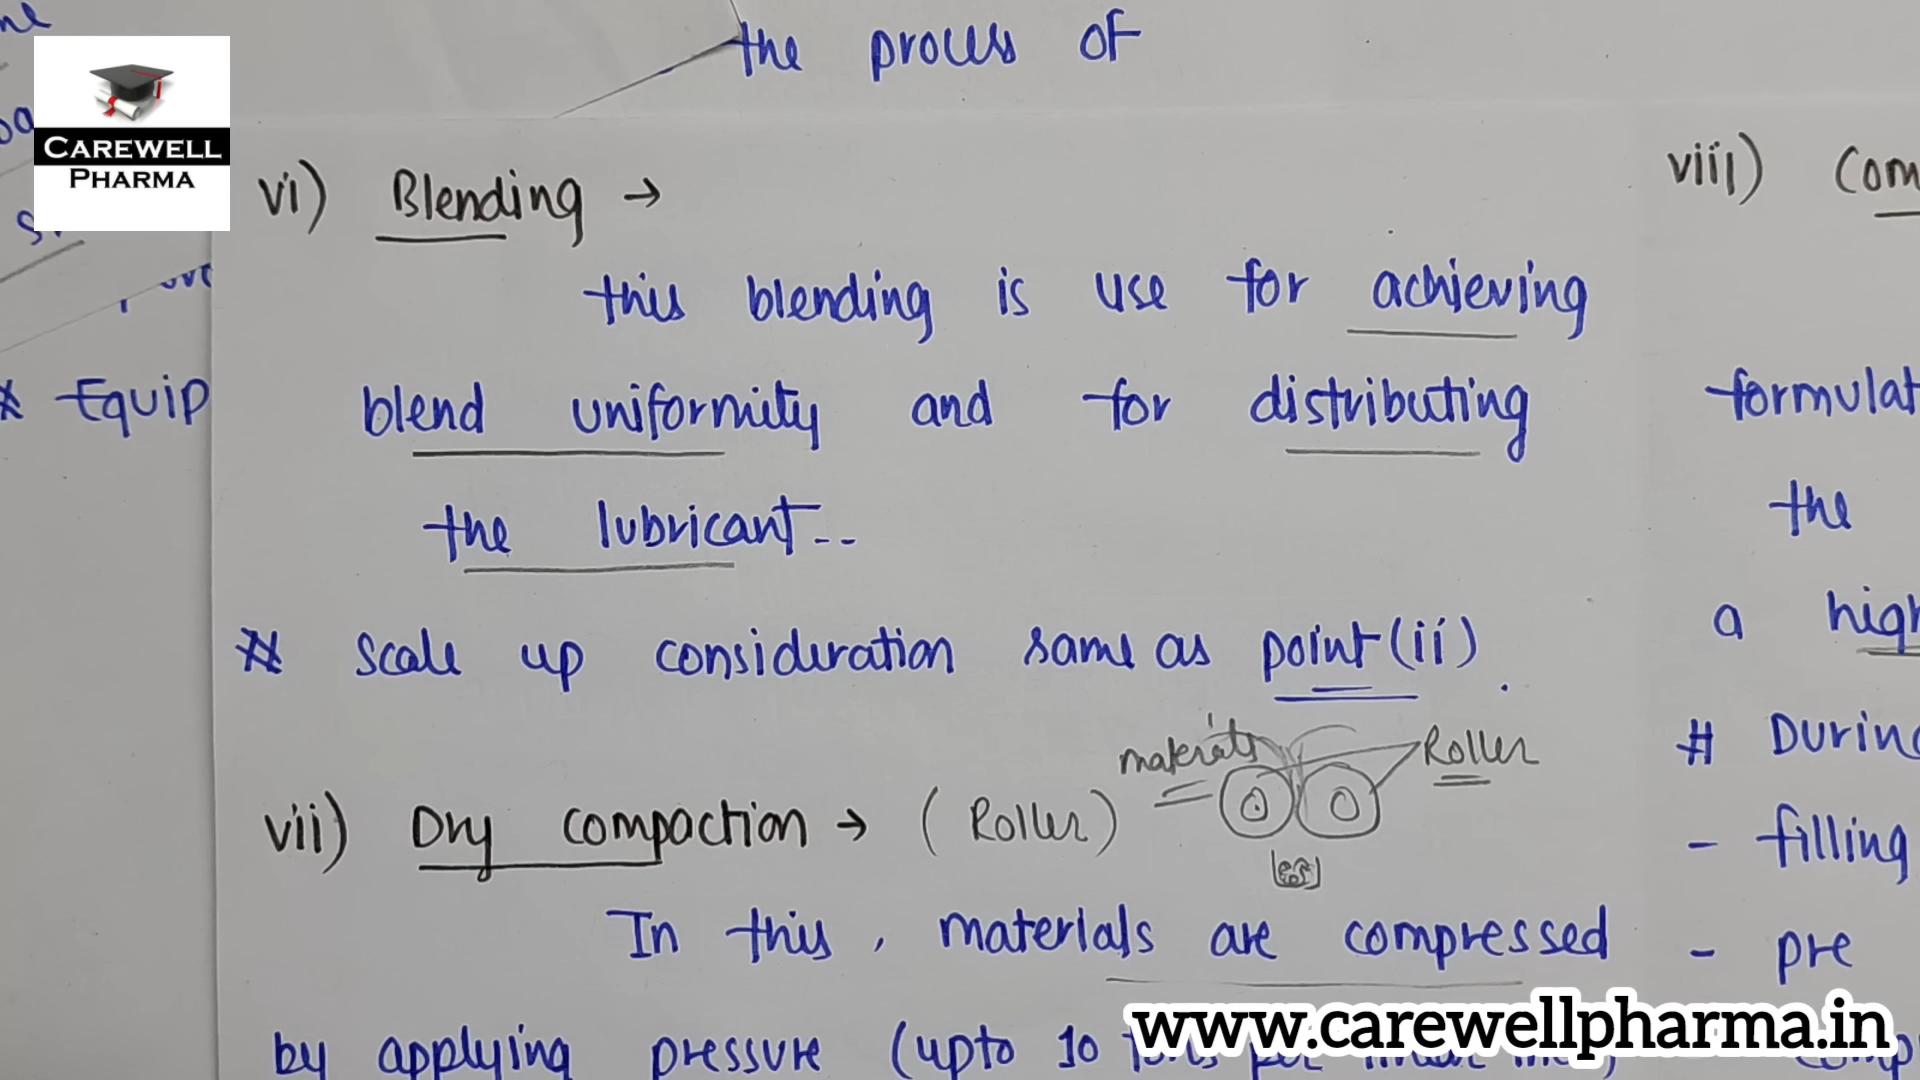 the process of
CAREWELL
PHARMA
vi) Blending →
this blending is use for achieving
blend uniformity and for distributing
the lubricant..
* Scale up consideration same as point (ii).
materials
Roller
vii) Dry compaction → (Roller)
In this, materials are compressed
by applying pressure (upto 10
* Equip
viii) Com
formulat
the
a high
# During
- filling
- pre
www.carewellpharma.in